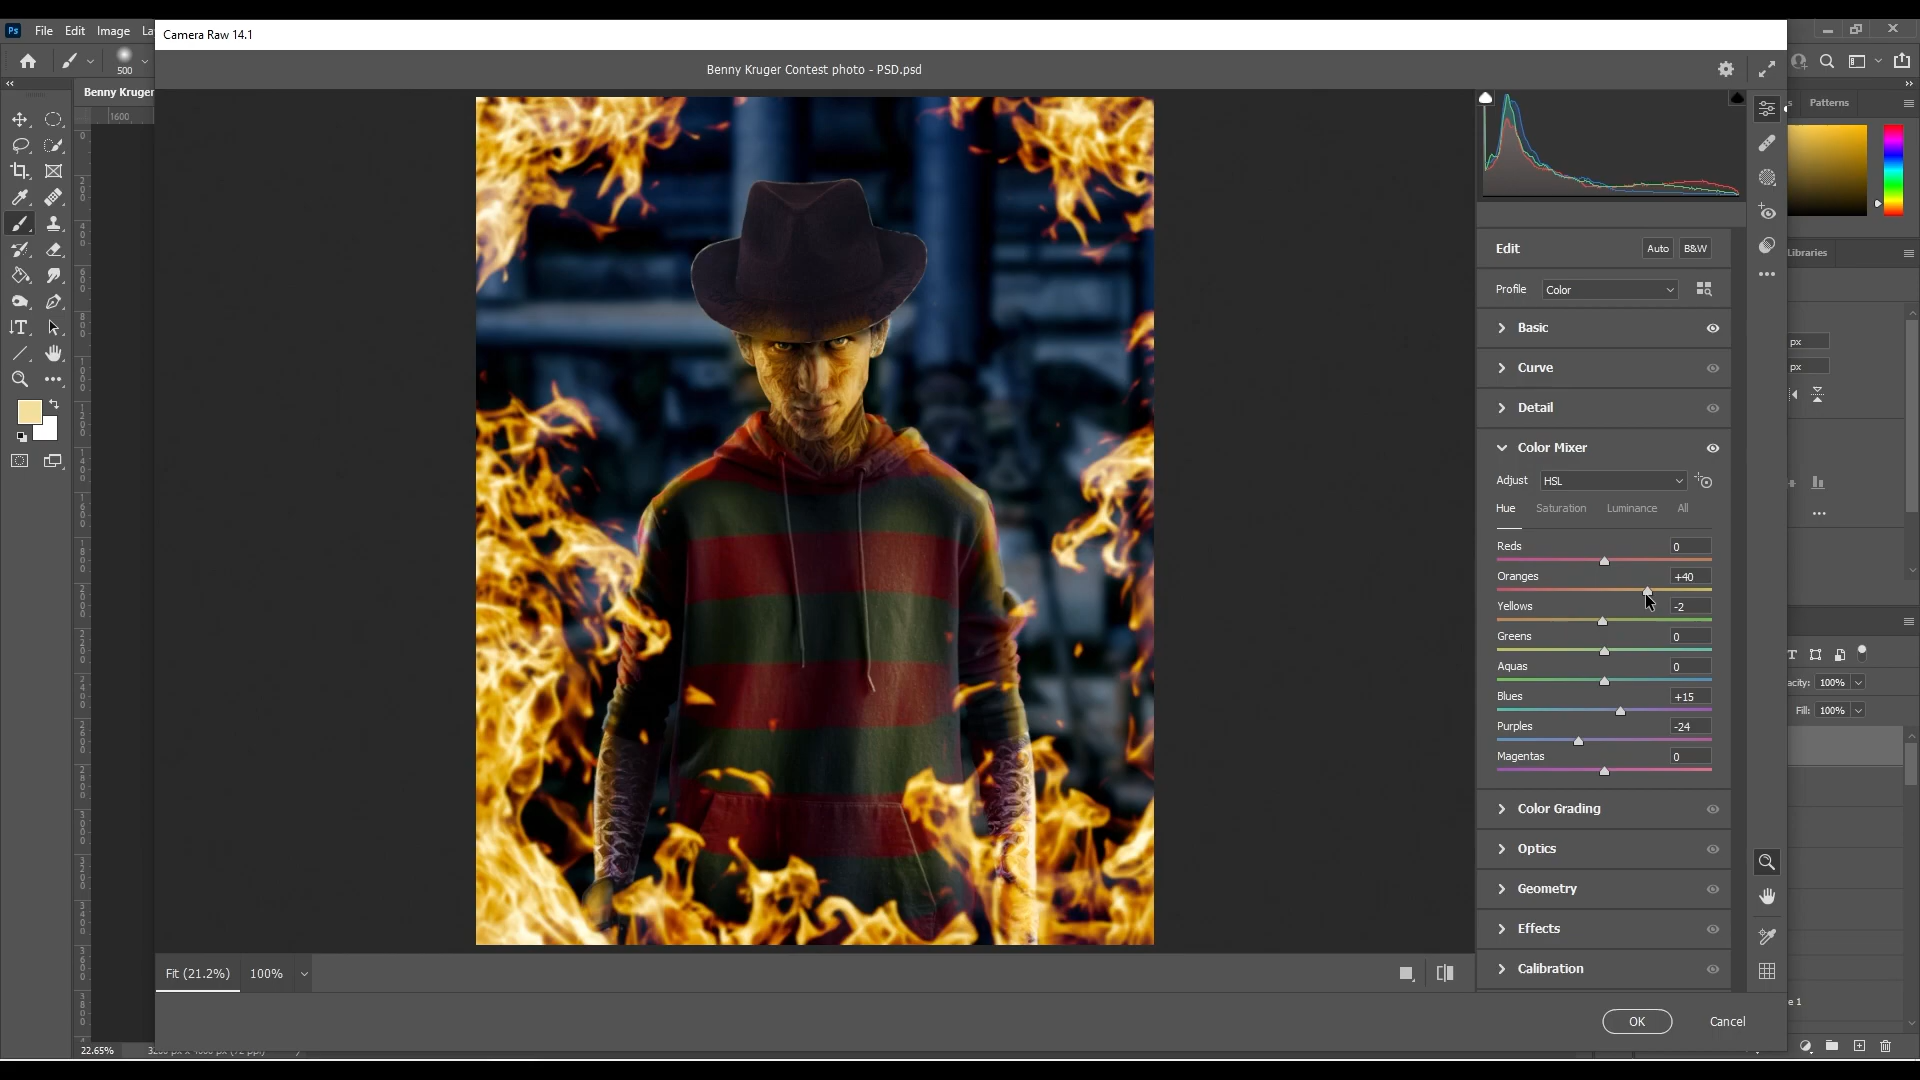 Ps File Edit Image La
Camera Raw 14.1
500
Benny Kruger Contest photo - PSD.psd
Benny Kruger
1600
Patterns
Libraries
Edit Auto B&W
Profile Color
Basic
px
Curve
px
Detail
Color Mixer
Adjust HSL
Hue Saturation Luminance All
Reds 0
Oranges +40
Yellows -2
Greens 0
Aquas 0
Blues +15
Purples -24
Magentas 0
acity: 100%
Fill: 100%
Color Grading
Optics
Geometry
Effects
Calibration
Fit (21.2%) 100%
e 1
OK Cancel
22.65%